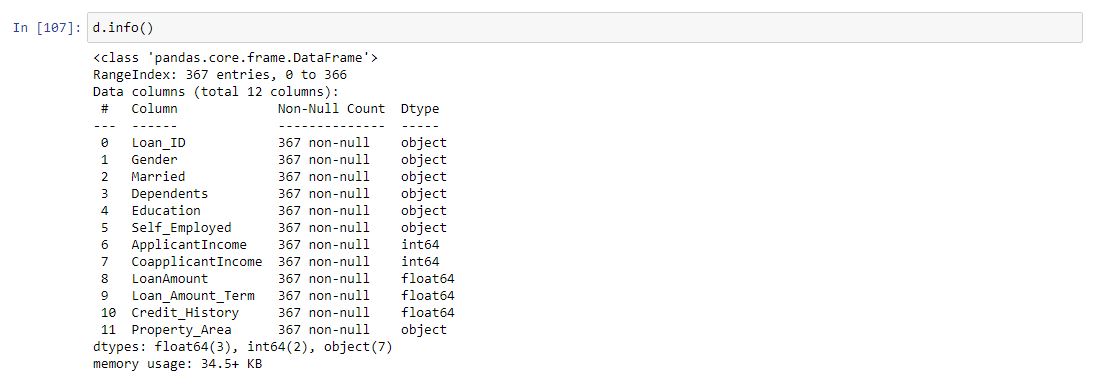 In [107]: d.info()
<class 'pandas.core.frame.DataFrame'>
RangeIndex: 367 entries, 0 to 366
Data columns (total 12 columns):
 #   Column             Non-Null Count  Dtype
---  ------             --------------  -----
 0   Loan_ID            367 non-null    object
 1   Gender             367 non-null    object
 2   Married            367 non-null    object
 3   Dependents         367 non-null    object
 4   Education          367 non-null    object
 5   Self_Employed      367 non-null    object
 6   ApplicantIncome    367 non-null    int64
 7   CoapplicantIncome  367 non-null    int64
 8   LoanAmount         367 non-null    float64
 9   Loan_Amount_Term   367 non-null    float64
 10  Credit_History     367 non-null    float64
 11  Property_Area      367 non-null    object
dtypes: float64(3), int64(2), object(7)
memory usage: 34.5+ KB